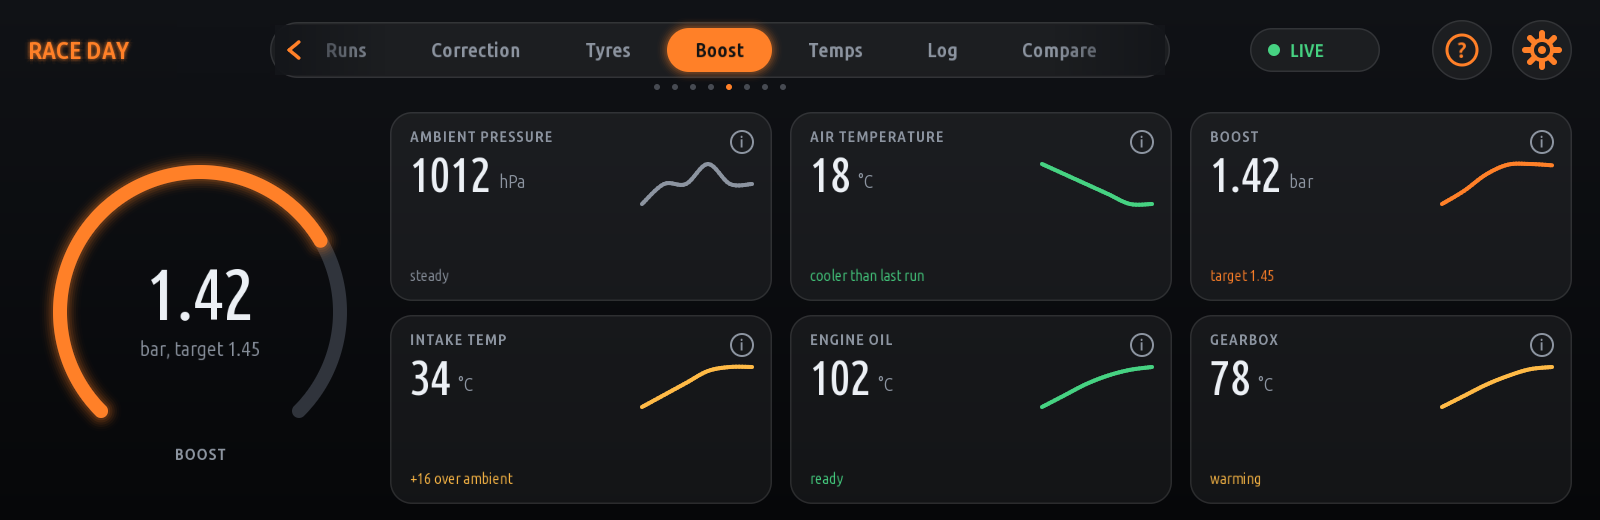 RACE DAY
Runs Correction Tyres Boost Temps Log Compare
LIVE
?
AMBIENT PRESSURE
1012 hPa
steady
AIR TEMPERATURE
18 °C
cooler than last run
BOOST
1.42 bar
target 1.45
1.42
bar, target 1.45
BOOST
INTAKE TEMP
34 °C
+16 over ambient
ENGINE OIL
102 °C
ready
GEARBOX
78 °C
warming